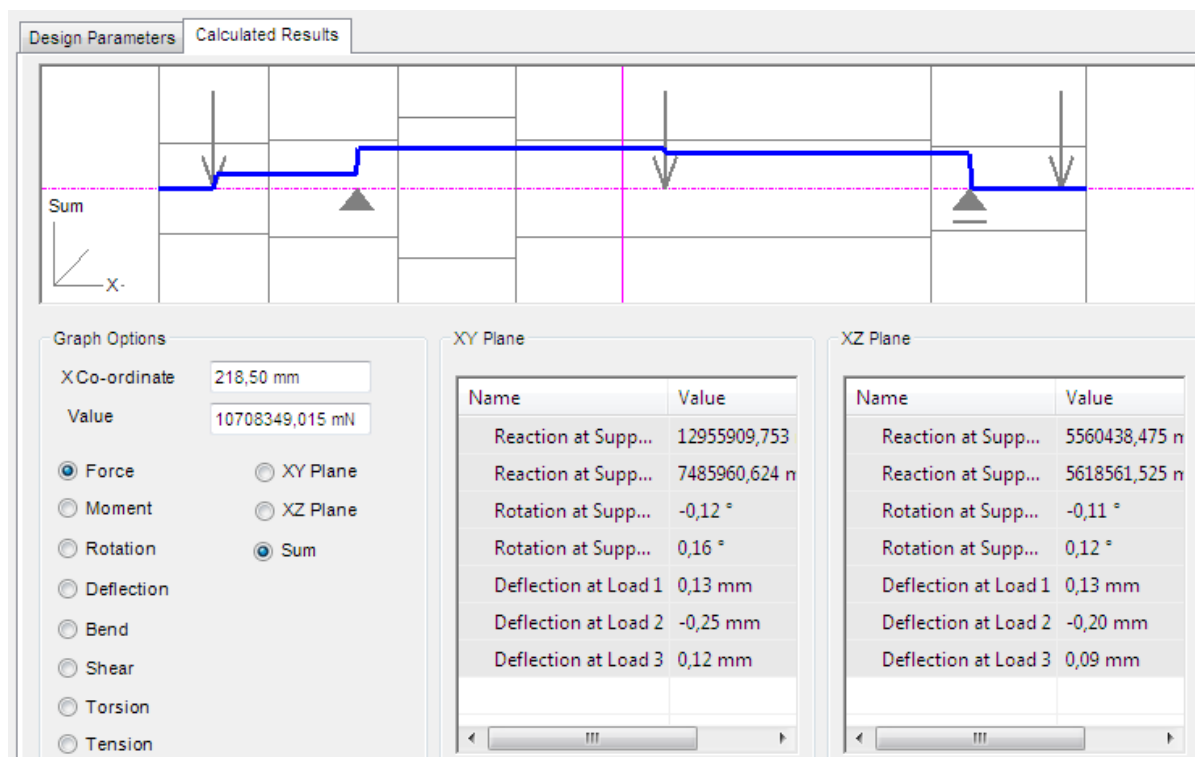 Design Parameters Calculated Results
Sum
X
Graph Options
X Co-ordinate 218,50 mm
Value 10708349,015 mN
Force XY Plane
Moment XZ Plane
Rotation Sum
Deflection
Bend
Shear
Torsion
Tension
XY Plane
Name Value
Reaction at Supp... 12955909,753
Reaction at Supp... 7485960,624 m
Rotation at Supp... -0,12 °
Rotation at Supp... 0,16 °
Deflection at Load 1 0,13 mm
Deflection at Load 2 -0,25 mm
Deflection at Load 3 0,12 mm
XZ Plane
Name Value
Reaction at Supp... 5560438,475 m
Reaction at Supp... 5618561,525 m
Rotation at Supp... -0,11 °
Rotation at Supp... 0,12 °
Deflection at Load 1 0,13 mm
Deflection at Load 2 -0,20 mm
Deflection at Load 3 0,09 mm